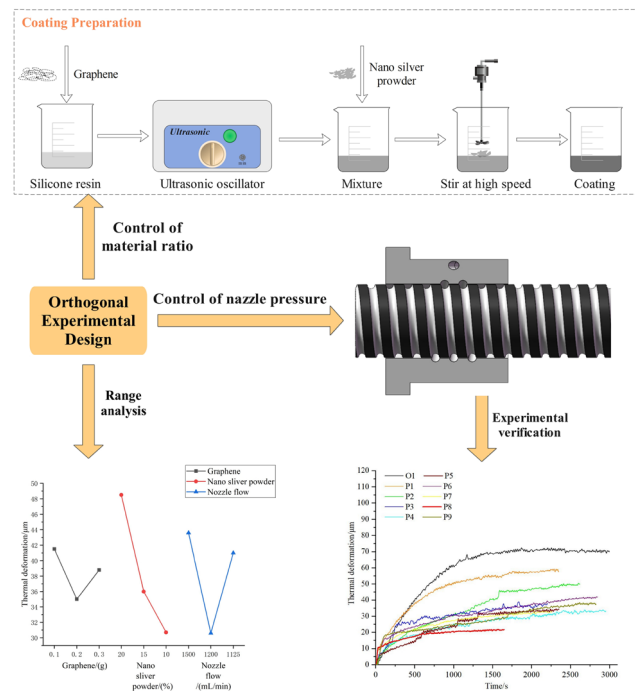 Coating Preparation
Graphene
Nano silver
prowder
Ultrasonic
Silicone resin
Ultrasonic oscillator
Mixture
Stir at high speed
Coating
Control of
material ratio
Orthogonal
Experimental
Design
Control of nazzle pressure
Range
analysis
Experimental
verification
Graphene
Nano sliver powder
Nozzle flow
Thermal deformation/μm
50
48
46
44
42
40
38
36
34
32
30
0.1
0.2
0.3
20
15
10
1500
1200
1125
Graphene/(g)
Nano
sliver
powder/(%)
Nozzle
flow
/(mL/min)
O1
P1
P2
P3
P4
P5
P6
P7
P8
P9
Thermal deformation/μm
120
110
100
90
80
70
60
50
40
30
20
10
0
0
500
1000
1500
2000
2500
3000
Time/s